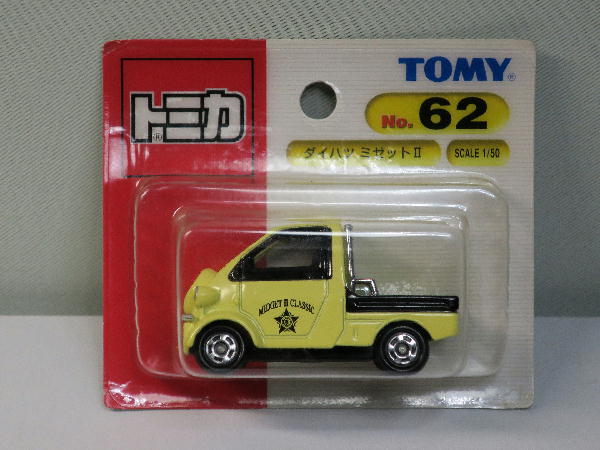 トミカ®
TOMY®
No. 62
ダイハツ ミゼットⅡ
SCALE 1/50
MIDGET Ⅱ CLASSIC